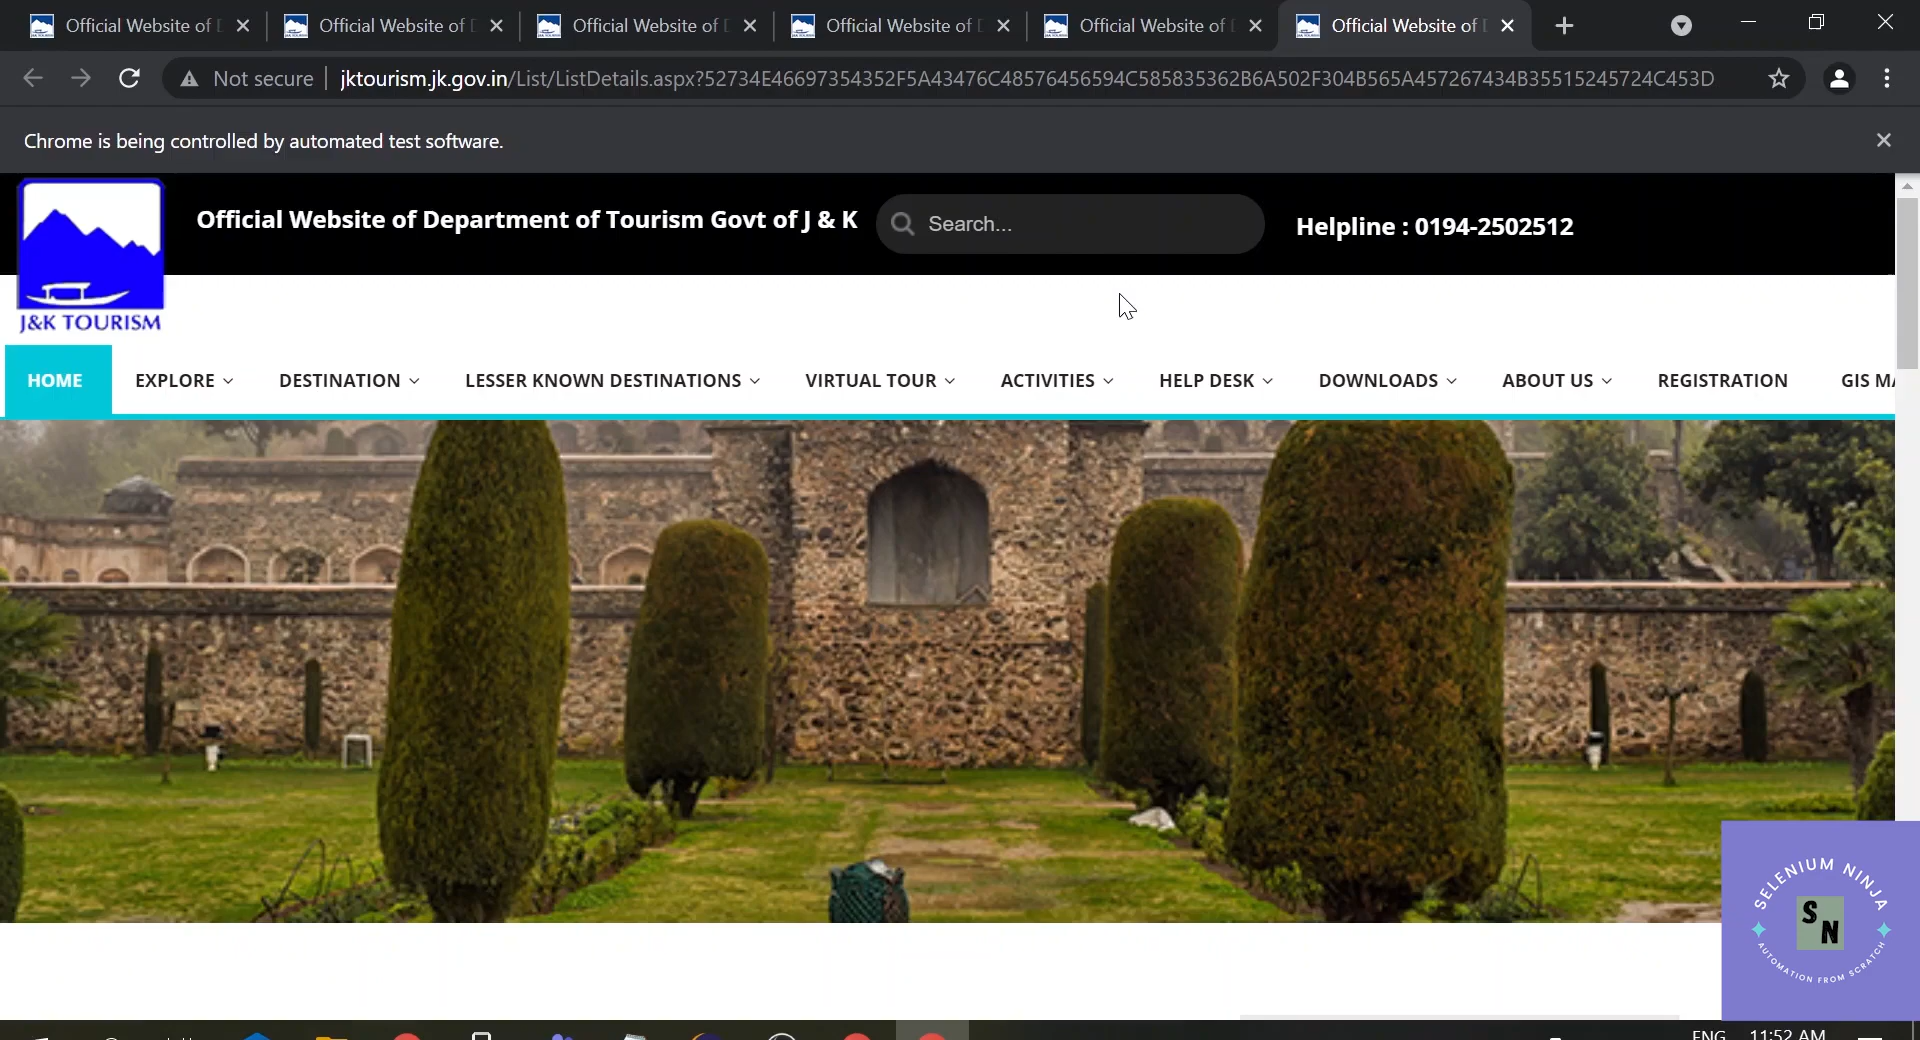 Official Website of
Official Website of
Official Website of
Official Website of
Official Website of
Official Website of
Not secure
jktourism.jk.gov.in/List/ListDetails.aspx?52734E46697354352F5A43476C48576456594C585835362B6A502F304B565A457267434B35515245724C453D
Chrome is being controlled by automated test software.
J&K TOURISM
Official Website of Department of Tourism Govt of J & K
Search...
Helpline : 0194-2502512
HOME
EXPLORE
DESTINATION
LESSER KNOWN DESTINATIONS
VIRTUAL TOUR
ACTIVITIES
HELP DESK
DOWNLOADS
ABOUT US
REGISTRATION
GIS
SELENIUM NINJA
S
N
AUTOMATION FROM SCRATCH
ENG
11:52 AM